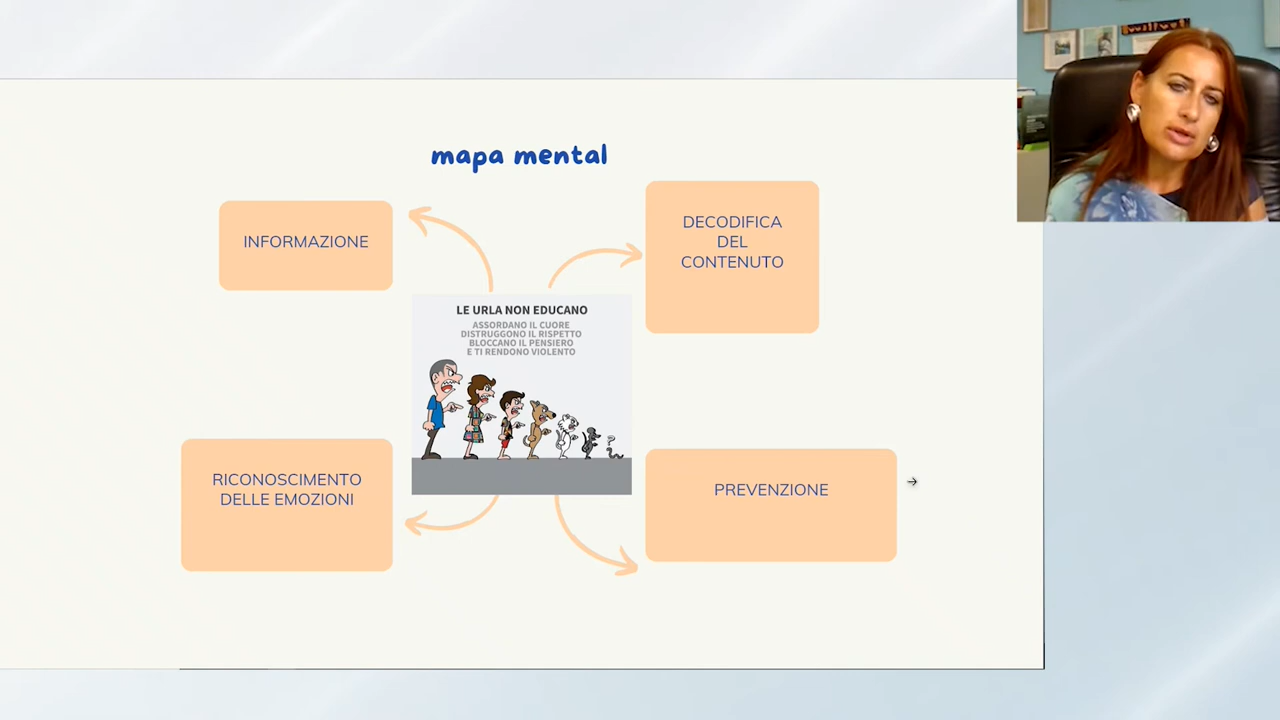 mapa mental
INFORMAZIONE
DECODIFICA
DEL
CONTENUTO
LE URLA NON EDUCANO
ASSORDANO IL CUORE
DISTRUGGONO IL RISPETTO
BLOCCANO IL PENSIERO
E TI RENDONO VIOLENTO
?
RICONOSCIMENTO
DELLE EMOZIONI
PREVENZIONE